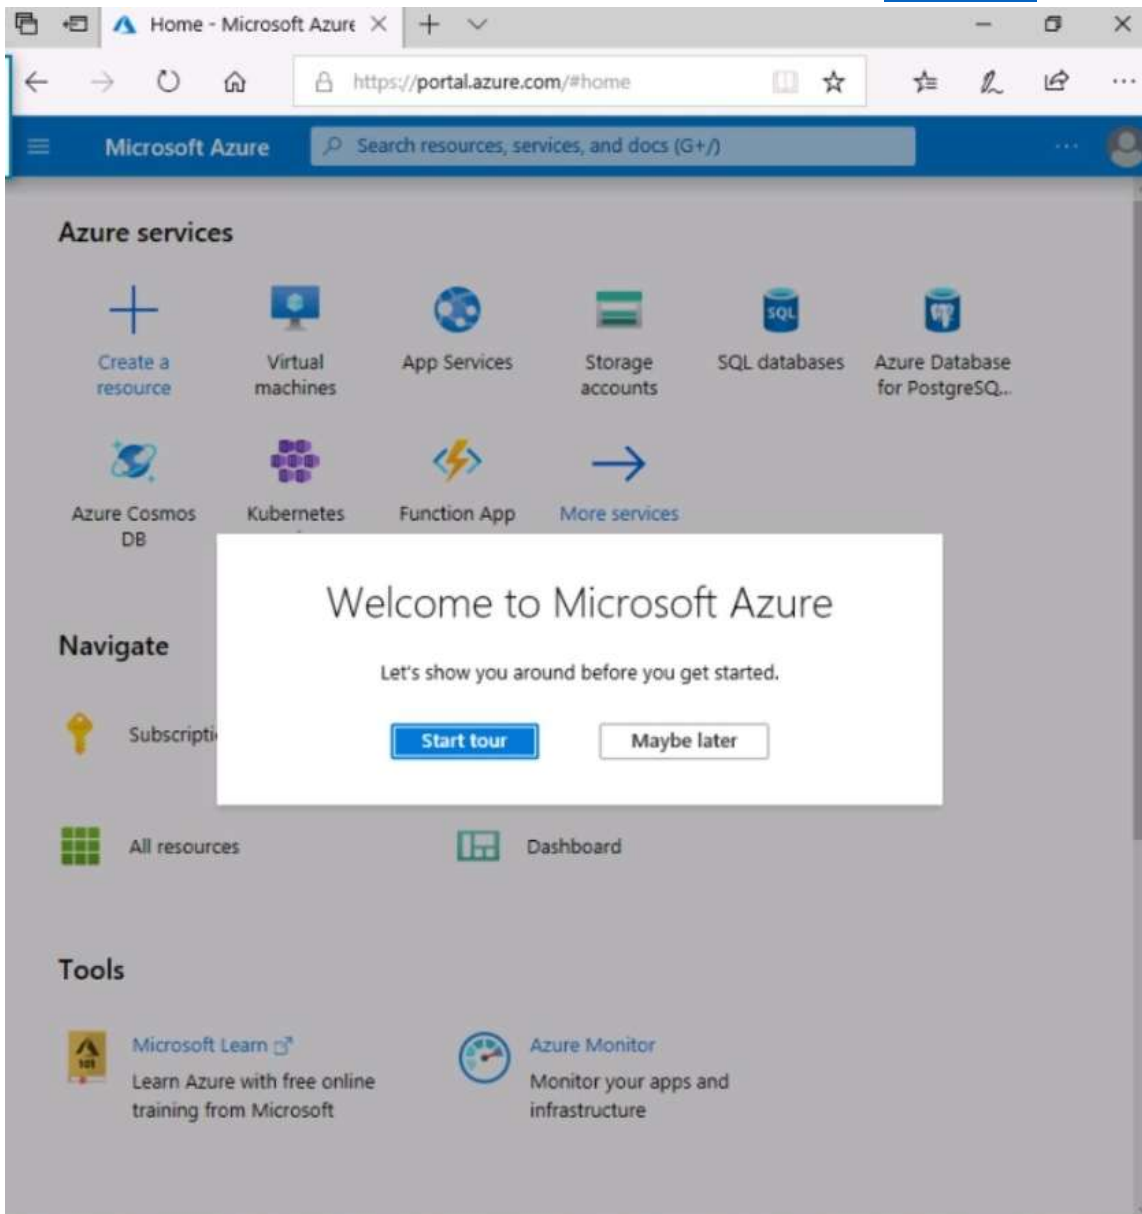 Home - Microsoft Azure
https://portal.azure.com/#home
Microsoft Azure
Search resources, services, and docs (G+/)
Azure services
Create a
resource
Virtual
machines
App Services
Storage
accounts
SQL
SQL databases
Azure Database
for PostgreSQ...
Azure Cosmos
DB
Kubernetes
Function App
More services
Welcome to Microsoft Azure
Let's show you around before you get started.
Start tour
Maybe later
Navigate
Subscripti
All resources
Dashboard
Tools
Microsoft Learn
Learn Azure with free online
training from Microsoft
Azure Monitor
Monitor your apps and
infrastructure